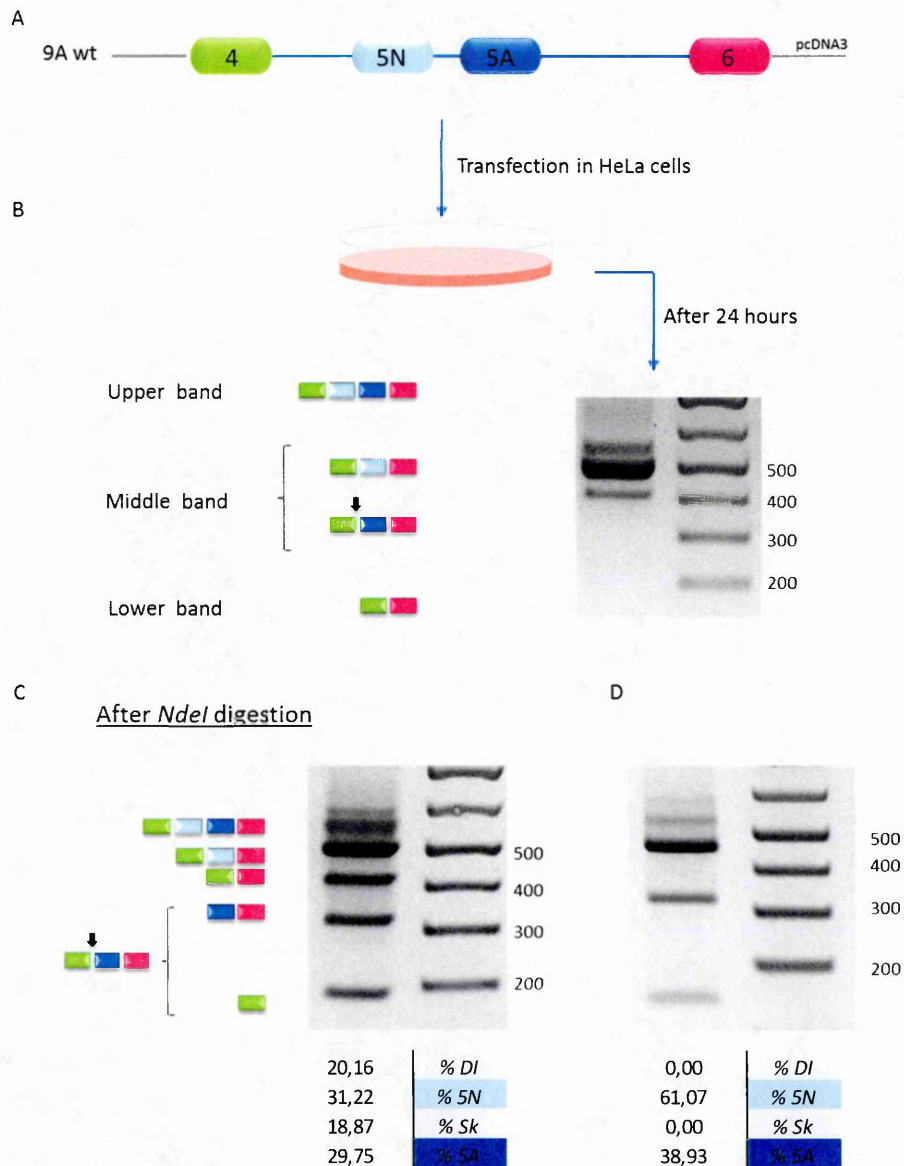 A
9A wt
4
5N
5A
6
pcDNA3
Transfection in HeLa cells
B
After 24 hours
Upper band
Middle band
Lower band
500
400
300
200
C
After NdeI digestion
500
400
300
200
D
500
400
300
200
20,16 % DI
31,22 % 5N
18,87 % Sk
29,75 % 5A
0,00 % DI
61,07 % 5N
0,00 % Sk
38,93 % 5A